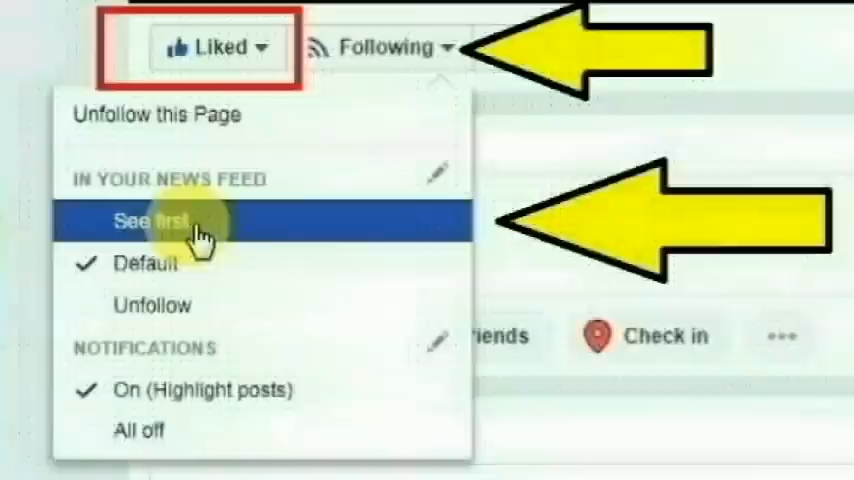 Liked Following
Unfollow this Page
IN YOUR NEWS FEED
See first
Default
Unfollow
NOTIFICATIONS
riends Check in
On (Highlight posts)
All off